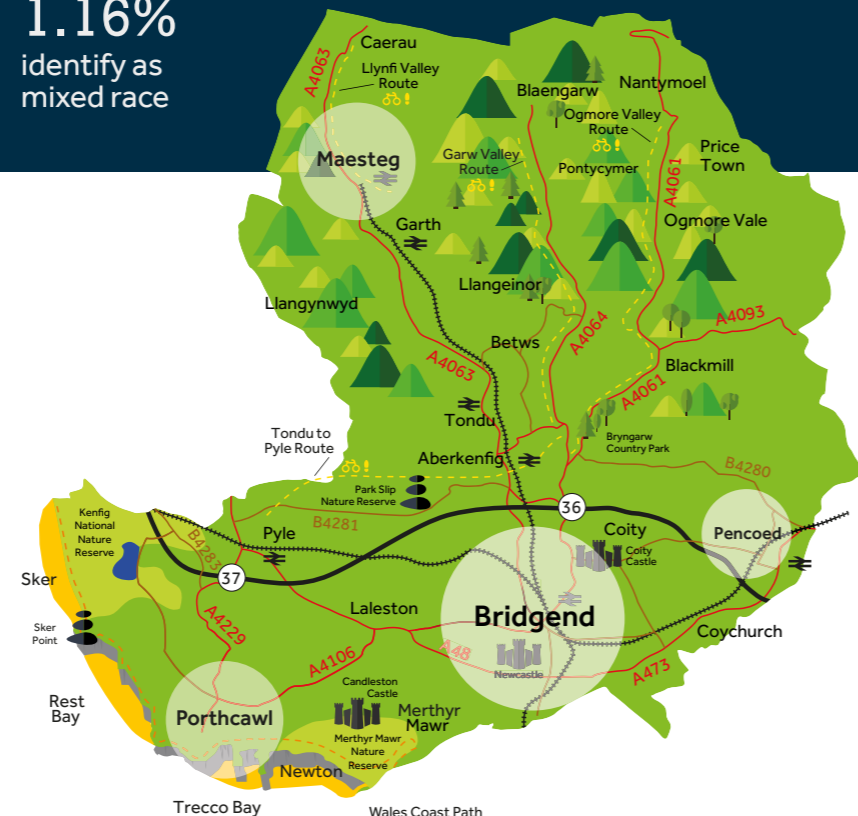 1.16%
identify as
mixed race
Caerau
A4063
Llynfi Valley
Route
Maesteg
Garth
Llangynwyd
A4063
Blaengarw
Nantymoel
Ogmore Valley
Route
Garw Valley
Route
Pontycymer
A4061
Price
Town
Ogmore Vale
Llangeinor
Betws
A4064
A4093
Blackmill
A4061
Tondu
Tondu to
Pyle Route
Aberkenfig
Bryngarw
Country Park
B4280
Park Slip
Nature Reserve
B4281
36
Kenfig
National
Nature
Reserve
B4283
Pyle
Coity
Coity
Castle
Pencoed
Sker
37
Laleston
Bridgend
Sker
Point
A4229
A4106
A48
Newcastle
A473
Coychurch
Rest
Bay
Porthcawl
Candleston
Castle
Merthyr
Mawr
Merthyr Mawr
Nature
Reserve
Newton
Trecco Bay
Wales Coast Path